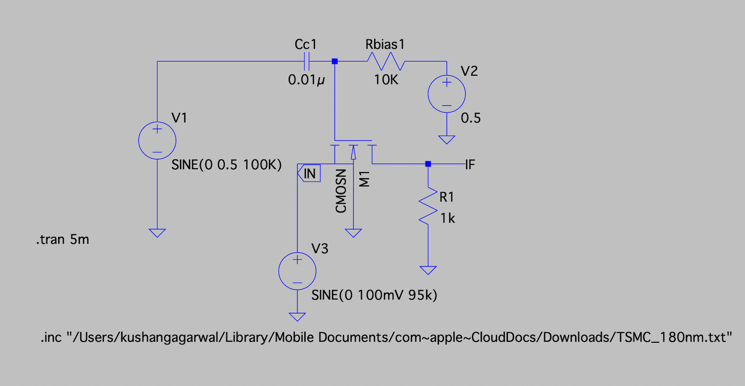 Cc1
0.01µ
Rbias1
10K
V2
0.5
V1
SINE(0 0.5 100K)
IN
CMOSN
M1
IF
R1
1k
.tran 5m
V3
SINE(0 100mV 95k)
.inc "/Users/kushangagarwal/Library/Mobile Documents/com~apple~CloudDocs/Downloads/TSMC_180nm.txt"